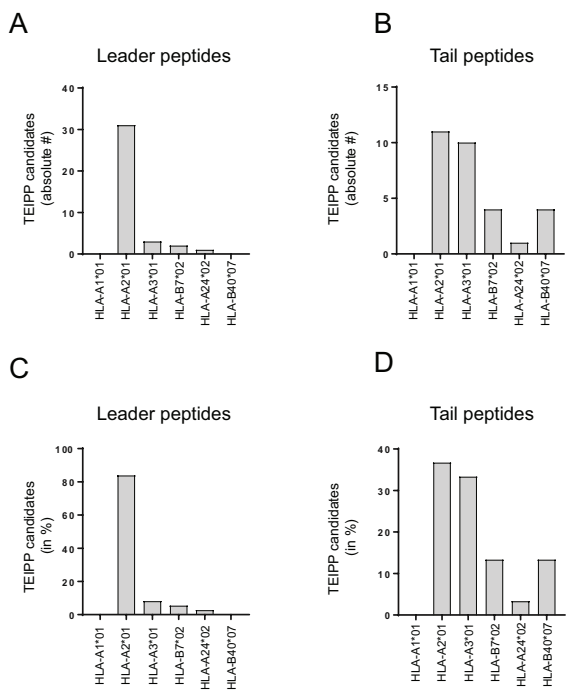 A
Leader peptides
TEIPP candidates
(absolute #)
40
30
20
10
0
HLA-A1*01
HLA-A2*01
HLA-A3*01
HLA-B7*02
HLA-A24*02
HLA-B40*07
B
Tail peptides
TEIPP candidates
(absolute #)
15
10
5
0
HLA-A1*01
HLA-A2*01
HLA-A3*01
HLA-B7*02
HLA-A24*02
HLA-B40*07
C
Leader peptides
TEIPP candidates
(in %)
100
80
60
40
20
0
HLA-A1*01
HLA-A2*01
HLA-A3*01
HLA-B7*02
HLA-A24*02
HLA-B40*07
D
Tail peptides
TEIPP candidates
(in %)
40
30
20
10
0
HLA-A1*01
HLA-A2*01
HLA-A3*01
HLA-B7*02
HLA-A24*02
HLA-B40*07